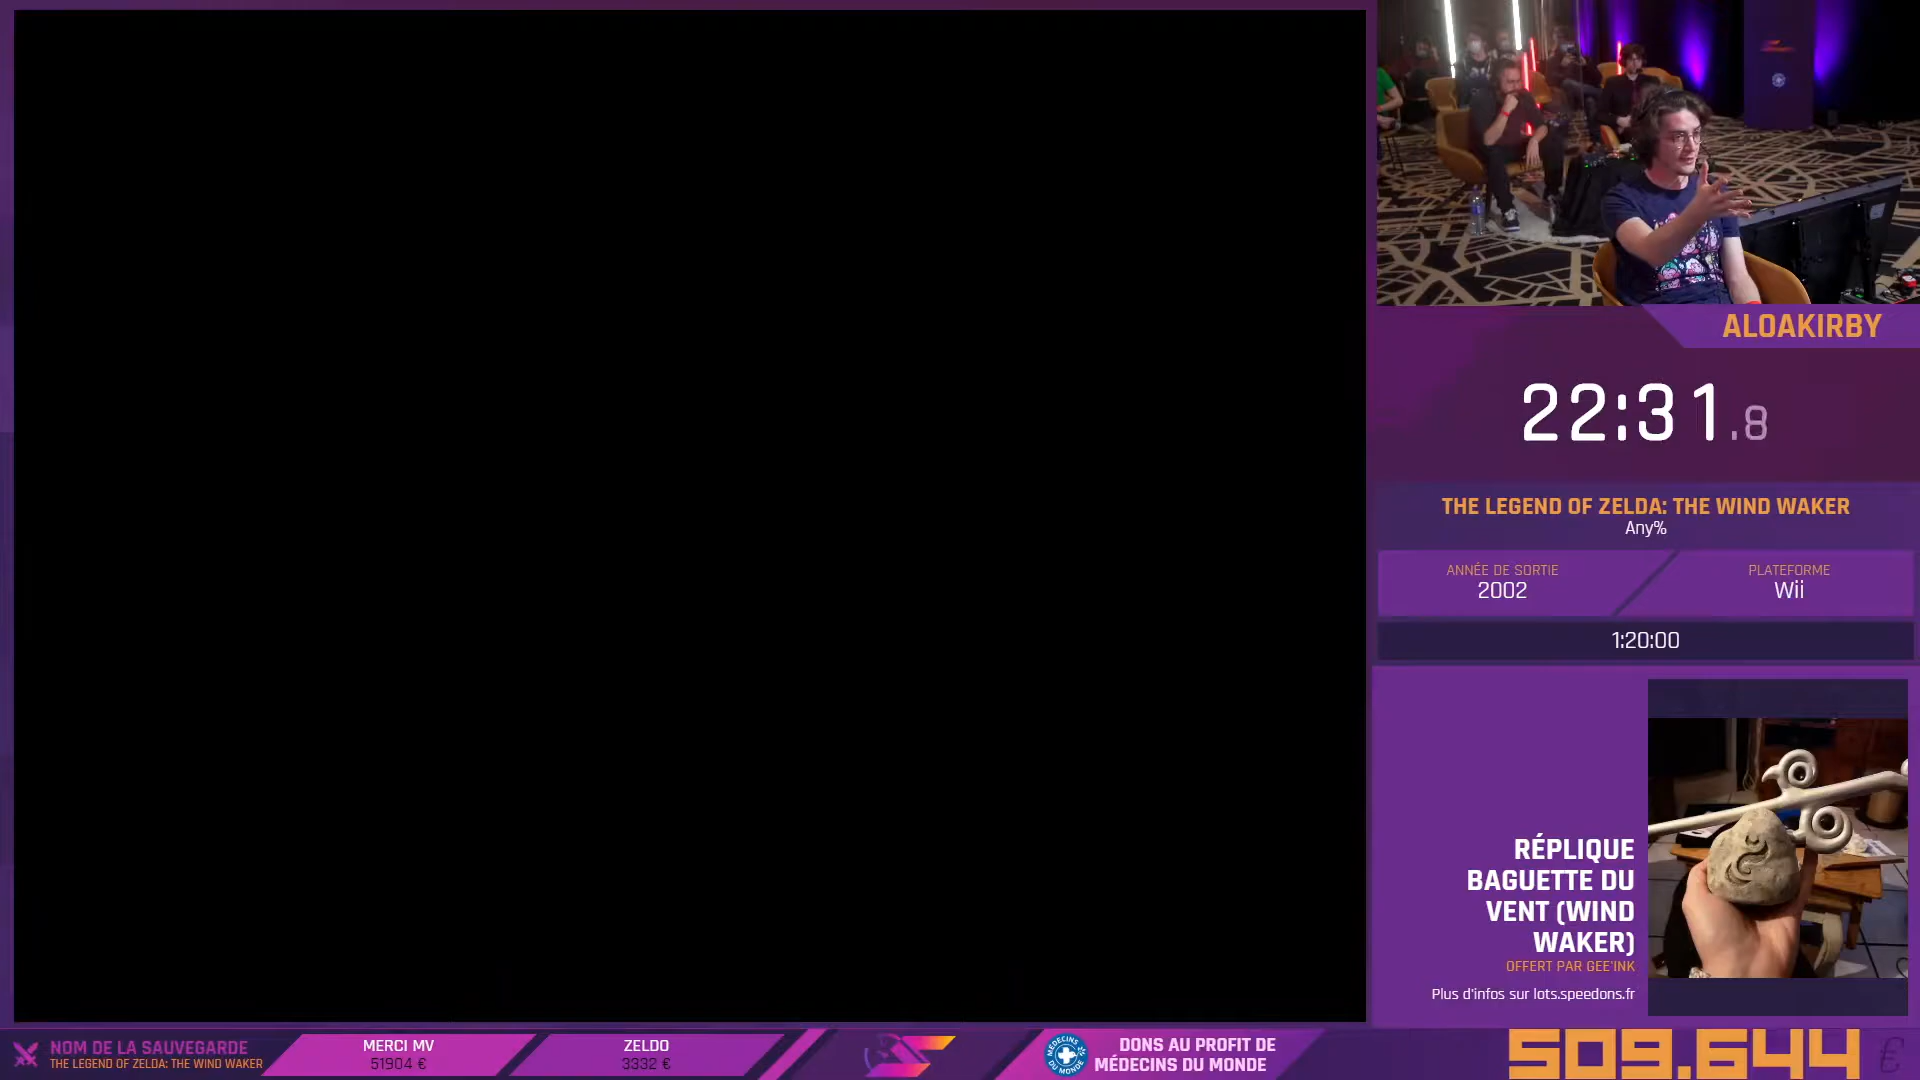 ALOAKIRBY
22:31.8
THE LEGEND OF ZELDA: THE WIND WAKER
Any%
ANNÉE DE SORTIE
2002
PLATEFORME
Wii
1:20:00
RÉPLIQUE
BAGUETTE DU
VENT (WIND
WAKER)
OFFERT PAR GEE'INK
Plus d'infos sur lots.speedons.fr
NOM DE LA SAUVEGARDE
THE LEGEND OF ZELDA: THE WIND WAKER
MERCI MV
51904 €
ZELDO
3332 €
MÉDECINS DU MONDE
DONS AU PROFIT DE
MÉDECINS DU MONDE
509.644 €